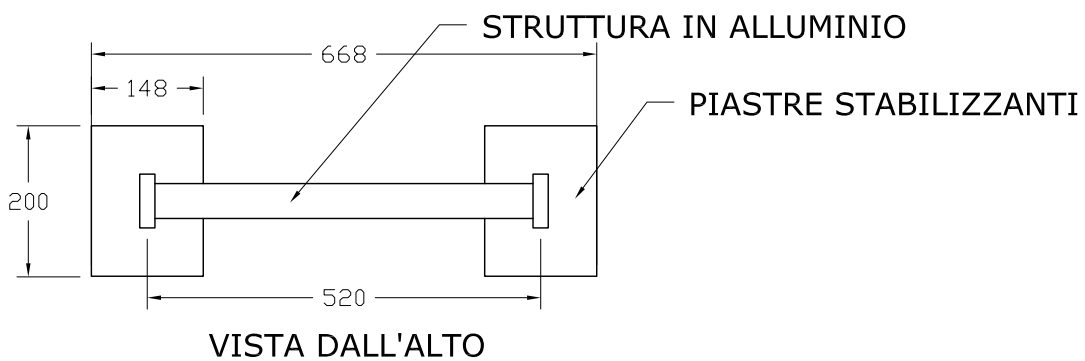 STRUTTURA IN ALLUMINIO
668
148
PIASTRE STABILIZZANTI
200
520
VISTA DALL'ALTO